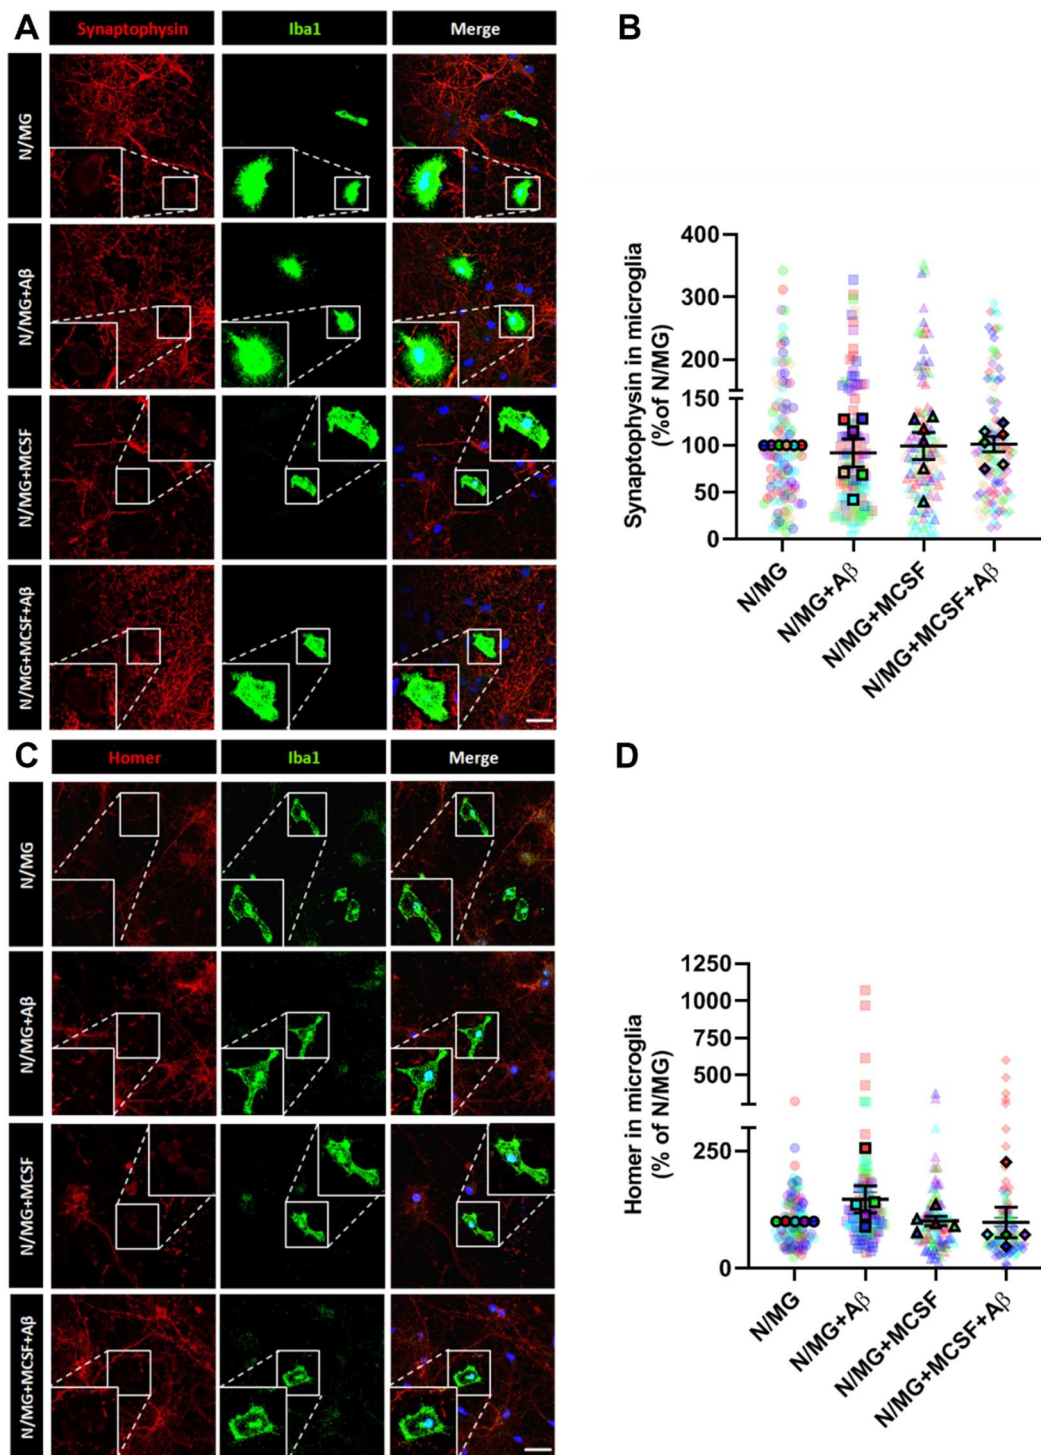 A
Synaptophysin
Iba1
Merge
N/MG
N/MG+Aβ
N/MG+MCSF
N/MG+MCSF+Aβ
B
Synaptophysin in microglia
(%of N/MG)
400
300
200
100
150
100
50
0
N/MG
N/MG+Aβ
N/MG+MCSF
N/MG+MCSF+Aβ
C
Homer
Iba1
Merge
N/MG
N/MG+Aβ
N/MG+MCSF
N/MG+MCSF+Aβ
D
Homer in microglia
(% of N/MG)
1250
1000
750
500
250
0
N/MG
N/MG+Aβ
N/MG+MCSF
N/MG+MCSF+Aβ